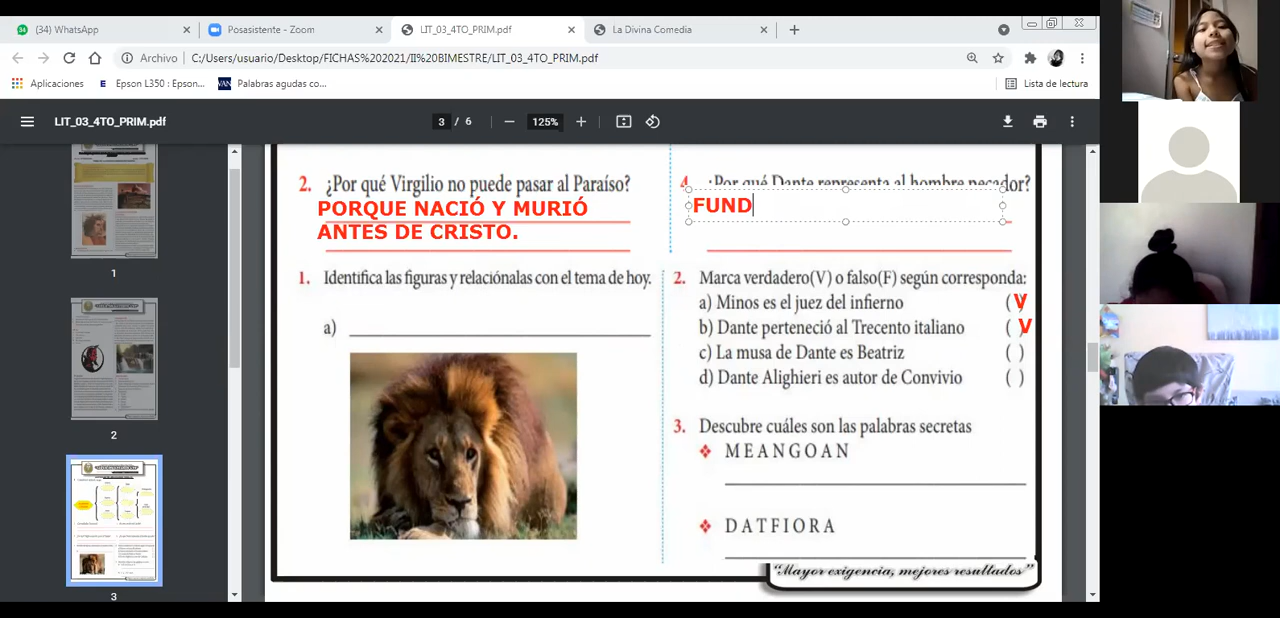 (34) WhatsApp
Posasistente - Zoom
LIT_03_4TO_PRIM.pdf
La Divina Comedia
Archivo
C:/Users/usuario/Desktop/FICHAS%202021/II%20BIMESTRE/LIT_03_4TO_PRIM.pdf
Aplicaciones
Epson L350 : Epson...
Palabras agudas co...
Lista de lectura
LIT_03_4TO_PRIM.pdf
3 / 6
125%
1
2
3
2. ¿Por qué Virgilio no puede pasar al Paraíso?
PORQUE NACIÓ Y MURIÓ
ANTES DE CRISTO.
1. Identifica las figuras y relaciónalas con el tema de hoy.
a)
4. ¿Por qué Dante representa al hombre pecador?
FUND
2. Marca verdadero(V) o falso(F) según corresponda:
a) Minos es el juez del infierno ( V
b) Dante perteneció al Trecento italiano ( ) V
c) La musa de Dante es Beatriz ( )
d) Dante Alighieri es autor de Convivio ( )
3. Descubre cuáles son las palabras secretas
❖ M E A N G O A N
❖ D A T F I O R A
"Mayor exigencia, mejores resultados"